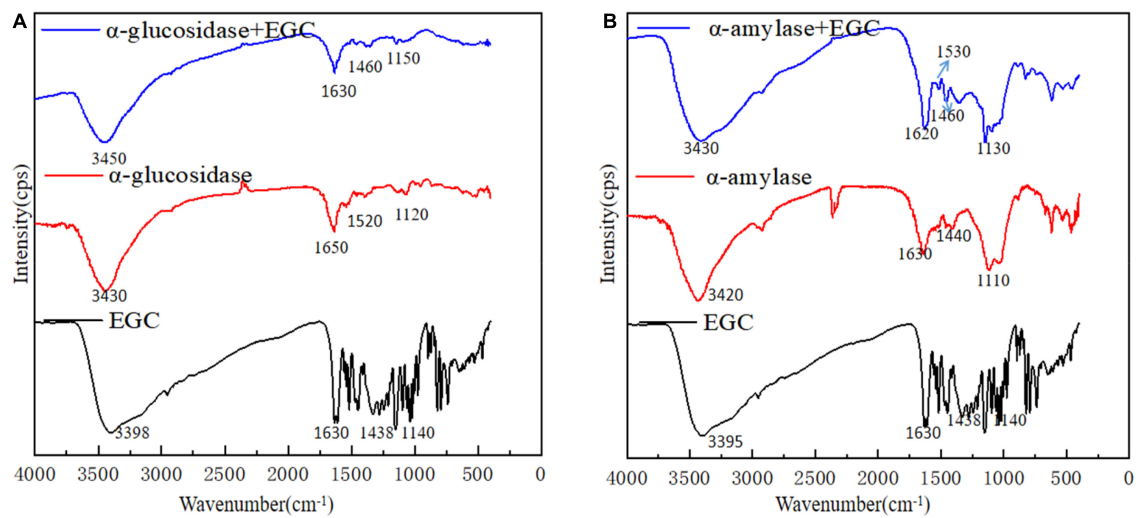 A
α-glucosidase+EGC
1460
1150
1630
3450
α-glucosidase
1520
1120
1650
3430
EGC
3398
1630
1438
1140
Intensity(cps)
4000 3500 3000 2500 2000 1500 1000 500 0
Wavenumber(cm-1)
B
α-amylase+EGC
1530
1460
1620
1130
3430
α-amylase
1440
1630
1110
3420
EGC
3395
1630
1438
1140
Intensity(cps)
4000 3500 3000 2500 2000 1500 1000 500 0
Wavenumber(cm-1)